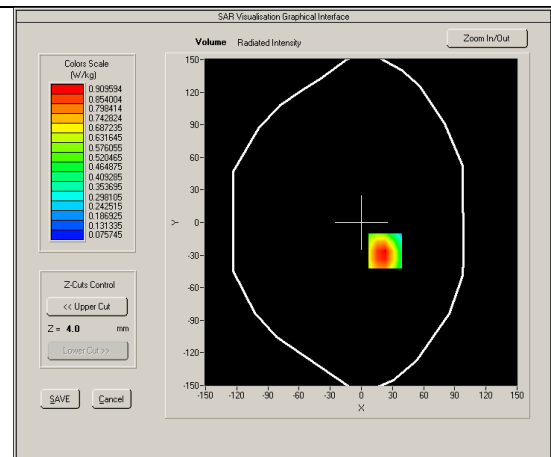 SAR Visualisation Graphical Interface
Volume Radiated Intensity
Zoom In/Out
Colors Scale
(W/kg)
0.909594
0.854004
0.798414
0.742824
0.687235
0.631645
0.576055
0.520465
0.464875
0.409285
0.353695
0.298105
0.242515
0.186925
0.131335
0.075745
Z-Cuts Control
<< Upper Cut
Z = 4.0 mm
Lower Cut >>
SAVE Cancel
150
120
90
60
30
0
-30
-60
-90
-120
-150
Y
-150 -120 -90 -60 -30 0 30 60 90 120 150
X